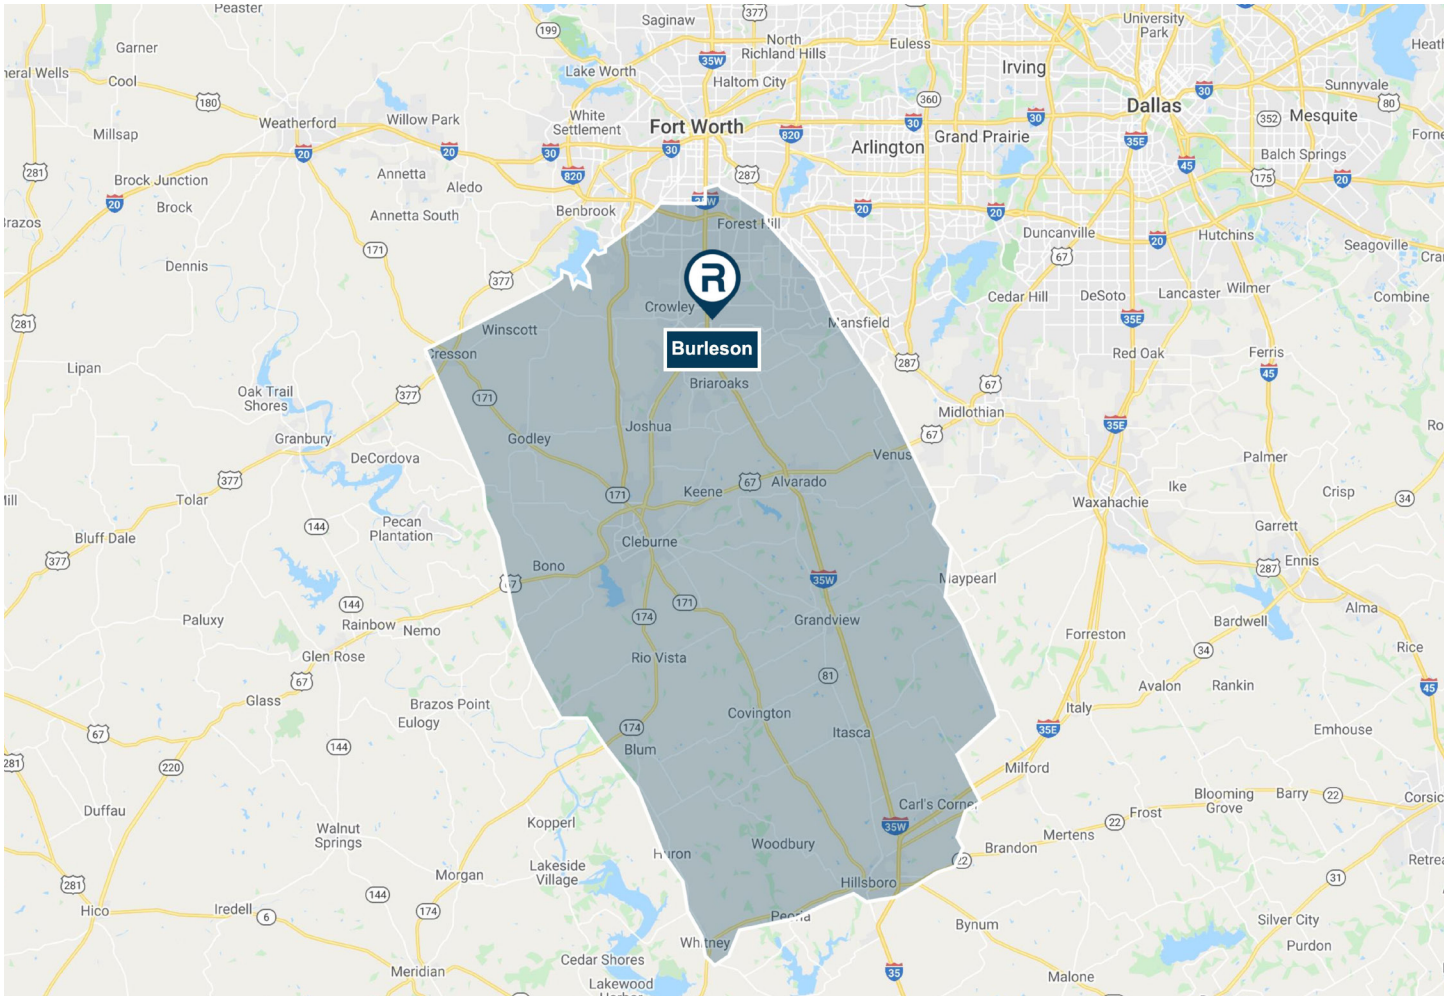 Peaster
Saginaw
377
University
Park
199
Garner
North
Richland Hills
Euless
35W
Irving
Lake Worth
Haltom City
Cool
Sunnyvale
30
180
360
80
Dallas
White
Settlement
Fort Worth
Willow Park
Weatherford
352
Mesquite
Millsap
820
30
Grand Prairie
30
35E
Arlington
20
20
30
30
Balch Springs
45
281
Annetta
820
287
175
20
Brock Junction
Aledo
20
Brock
Annetta South
Benbrook
20
20
Forest Hill
Duncanville
Hutchins
20
Seagoville
171
67
Dennis
377
R
Cedar Hill
DeSoto
Lancaster
Wilmer
Combine
Crowley
281
Winscott
Mansfield
35E
Burleson
Cresson
Red Oak
Ferris
Lipan
287
45
Oak Trail
Shores
377
171
Briaroaks
67
Midlothian
35E
Joshua
Granbury
Godley
67
DeCordova
Venus
Palmer
377
Keene
67
Alvarado
Ike
Crisp
Tolar
171
Waxahachie
34
144
Pecan
Plantation
Garrett
Bluff Dale
Cleburne
377
Bono
287
Ennis
67
35W
Maypearl
144
171
Alma
Paluxy
Rainbow
Nemo
174
Grandview
Bardwell
Forreston
Glen Rose
Rio Vista
34
Rice
67
81
Avalon
Rankin
45
Glass
Brazos Point
Eulogy
Covington
Italy
67
174
Itasca
35E
Emhouse
144
Blum
281
220
Milford
Blooming
Grove
Barry
22
Duffau
Carl's Corner
Frost
Kopperl
35W
22
Walnut
Springs
Mertens
Woodbury
Brandon
Huron
22
Lakeside
Village
Morgan
Hillsboro
31
281
144
Hico
Iredell
6
174
Peoria
Silver City
Bynum
Whitney
Purdon
Cedar Shores
Meridian
35
Malone
Lakewood